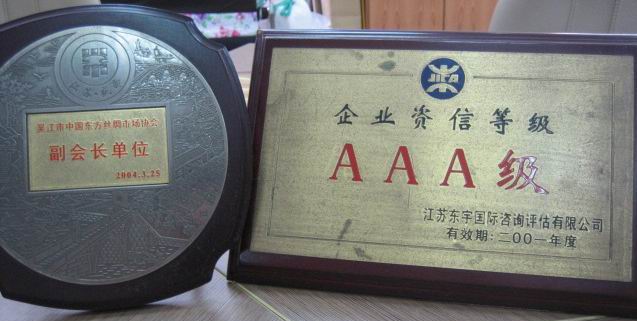 吴江市中国东方丝绸市场协会
副会长单位
2004.3.28
JICA
企业资信等级
AAA级
江苏东宇国际咨询评估有限公司
有效期:二00一年度